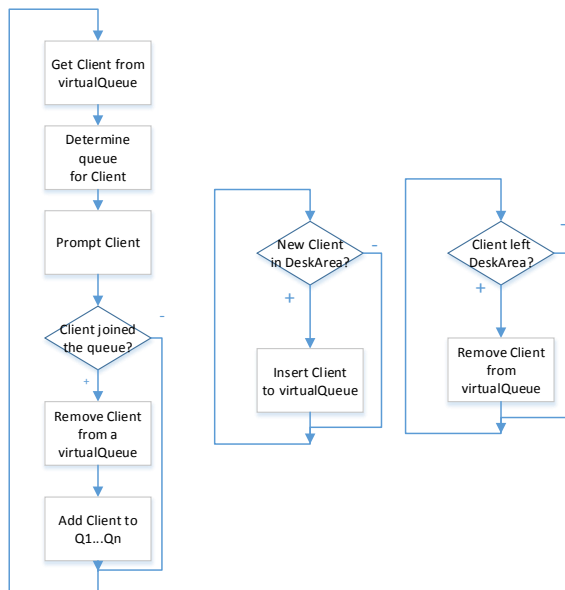 Get Client from
virtualQueue
Determine
queue
for Client
Prompt Client
Client joined
the queue?
-
+
Remove Client
from a
virtualQueue
Add Client to
Q1...Qn
New Client
in DeskArea?
-
+
Insert Client
to virtualQueue
Client left
DeskArea?
-
+
Remove Client
from
virtualQueue